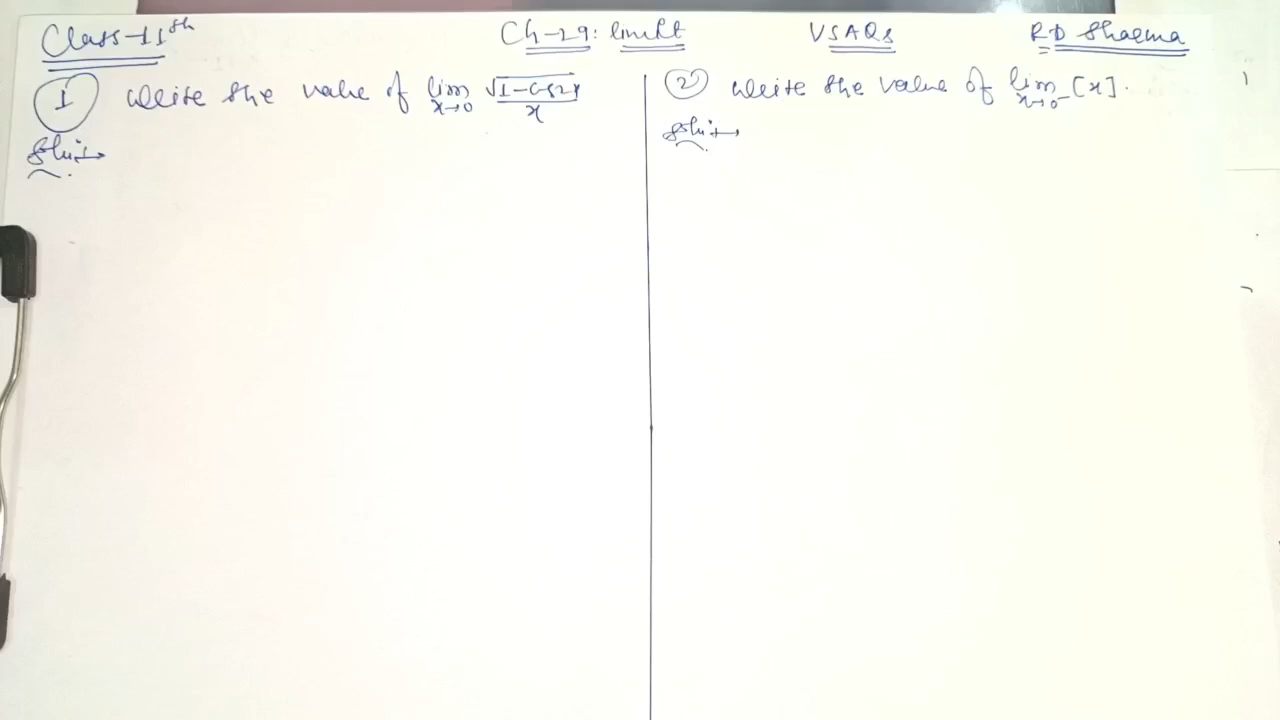 Class-11th Ch-29: limit VSAQs RD Sharma
1 Write the value of lim x→0 √1-cos2x / x
Soln:→
2 Write the value of lim x→0⁻ [x].
Soln:→